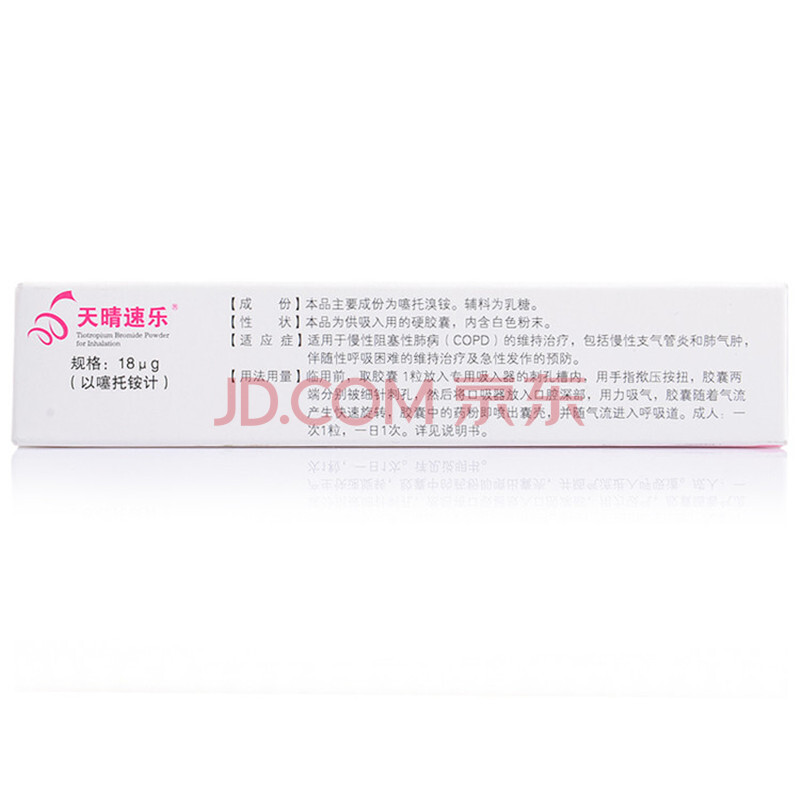 天晴速乐®
Tiotropium Bromide Powder
for Inhalation
规格：18μg
（以噻托铵计）
【成 份】本品主要成份为噻托溴铵。辅料为乳糖。
【性 状】本品为供吸入用的硬胶囊，内含白色粉末。
【适 应 症】适用于慢性阻塞性肺病（COPD）的维持治疗，包括慢性支气管炎和肺气肿，
伴随性呼吸困难的维持治疗及急性发作的预防。
【用法用量】临用前，取胶囊1粒放入专用吸入器的刺孔槽内，用手指揿压按扭，胶囊两
端分别被细针刺孔，然后将口吸器放入口腔深部，用力吸气，胶囊随着气流
产生快速旋转，胶囊中的药粉即喷出囊壳，并随气流进入呼吸道。成人：一
次1粒，一日1次。详见说明书。
JD.COM 京东